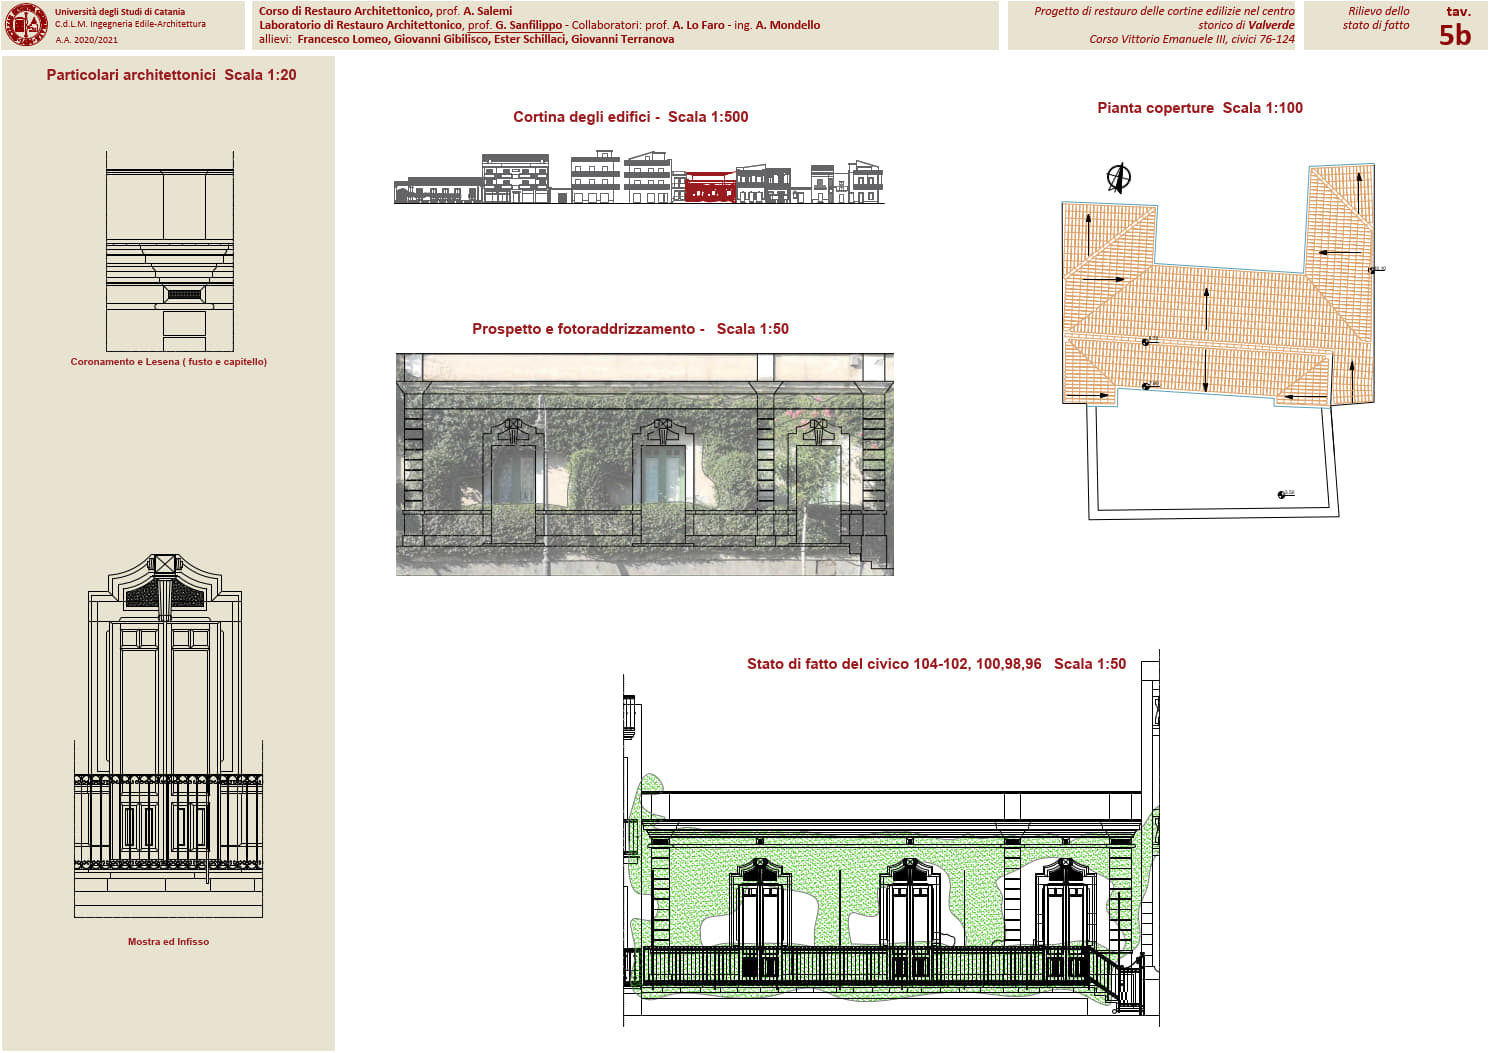 Università degli Studi di Catania
C.d.L.M. Ingegneria Edile-Architettura
A.A. 2020/2021
Corso di Restauro Architettonico, prof. A. Salemi
Laboratorio di Restauro Architettonico, prof. G. Sanfilippo - Collaboratori: prof. A. Lo Faro - ing. A. Mondello
allievi: Francesco Lomeo, Giovanni Gibilisco, Ester Schillaci, Giovanni Terranova
Progetto di restauro delle cortine edilizie nel centro
storico di Valverde
Corso Vittorio Emanuele III, civici 76-124
Rilievo dello
stato di fatto
tav.
5b
Particolari architettonici Scala 1:20
Coronamento e Lesena ( fusto e capitello)
Mostra ed Infisso
Cortina degli edifici - Scala 1:500
Pianta coperture Scala 1:100
Prospetto e fotoraddrizzamento - Scala 1:50
Stato di fatto del civico 104-102, 100,98,96 Scala 1:50